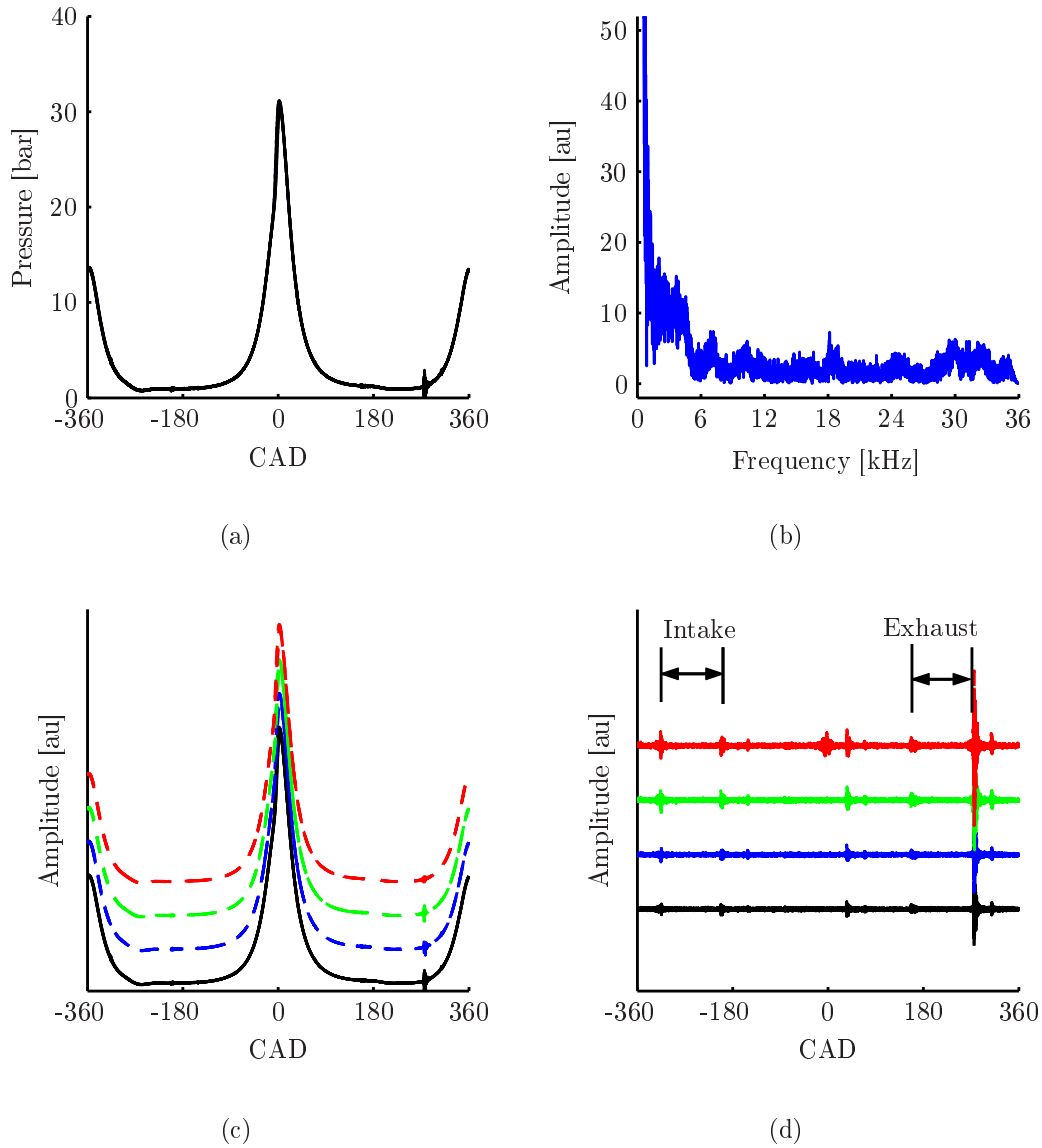 40
30
20
10
0
Pressure [bar]
-360
-180
0
180
360
CAD
(a)
50
40
30
20
10
0
Amplitude [au]
0
6
12
18
24
30
36
Frequency [kHz]
(b)
Amplitude [au]
-360
-180
0
180
360
CAD
(c)
Intake
Exhaust
Amplitude [au]
-360
-180
0
180
360
CAD
(d)